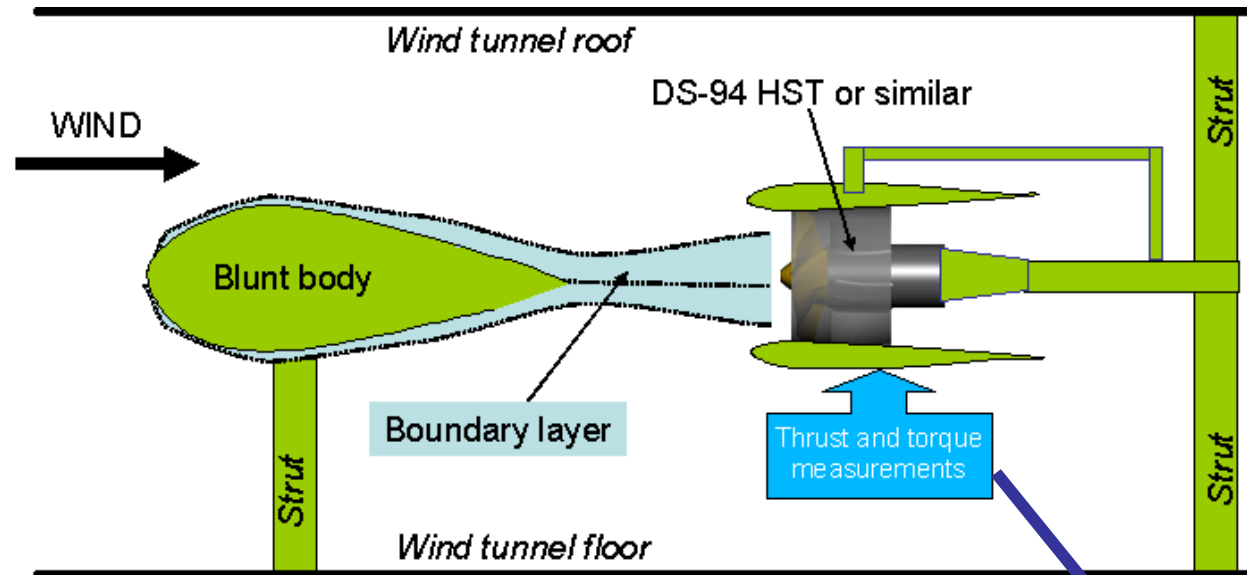 Wind tunnel roof
DS-94 HST or similar
WIND
Strut
Blunt body
Boundary layer
Thrust and torque
measurements
Strut
Strut
Wind tunnel floor